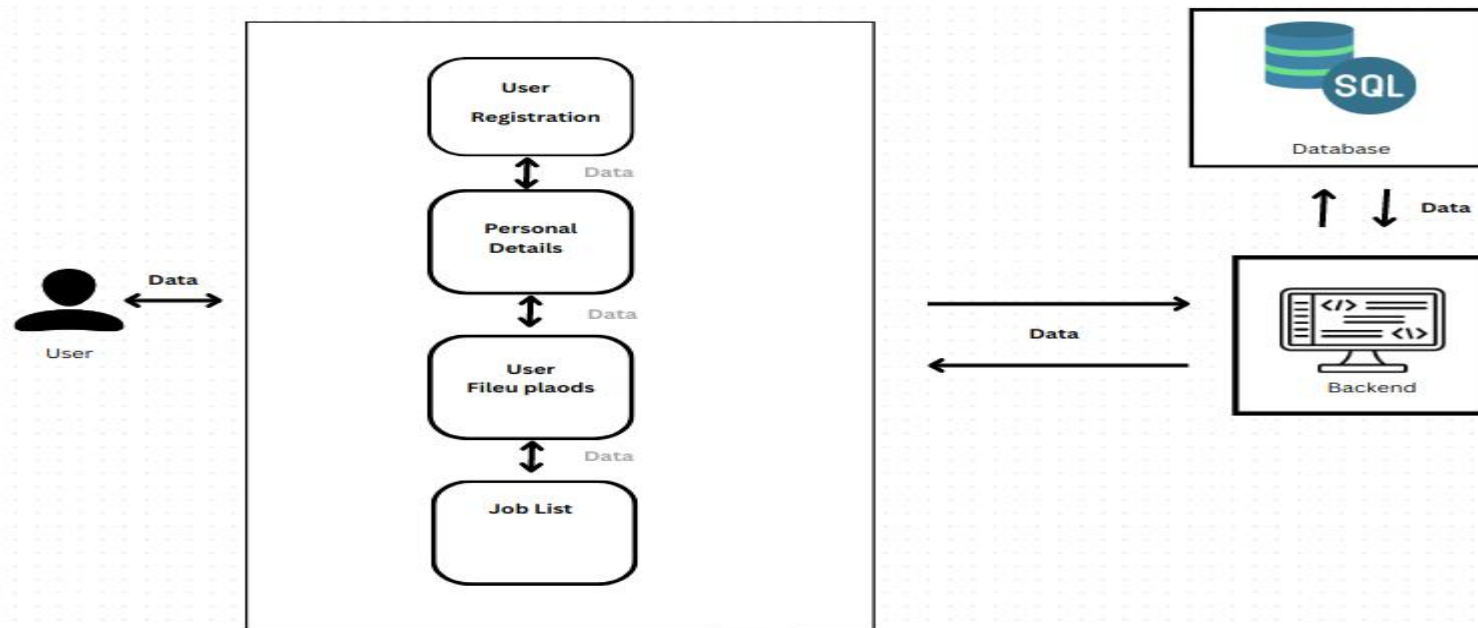 User
Registration
Data
Personal
Details
Data
User
Fileu plaods
Data
Job List
Data
User
Data
SQL
Database
Data
</>
<\>
Backend